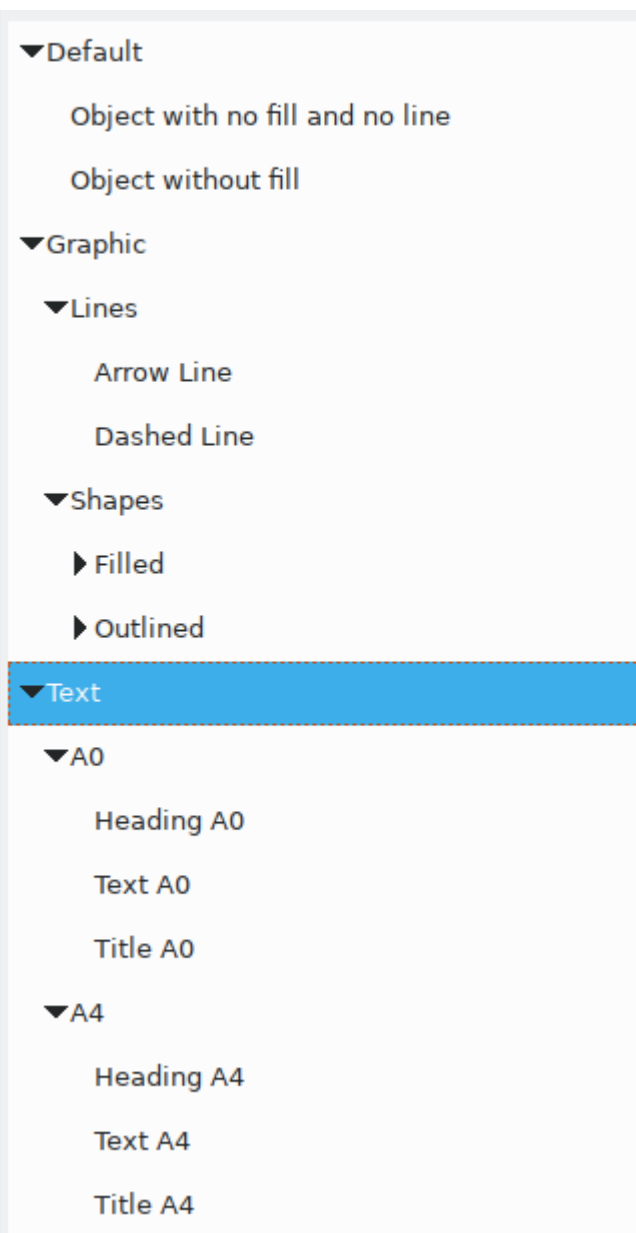 Default
Object with no fill and no line
Object without fill
Graphic
Lines
Arrow Line
Dashed Line
Shapes
Filled
Outlined
Text
A0
Heading A0
Text A0
Title A0
A4
Heading A4
Text A4
Title A4